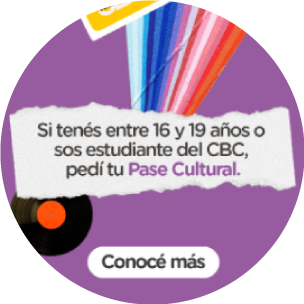 Si tenés entre 16 y 19 años o
sos estudiante del CBC,
pedí tu Pase Cultural.
Conocé más